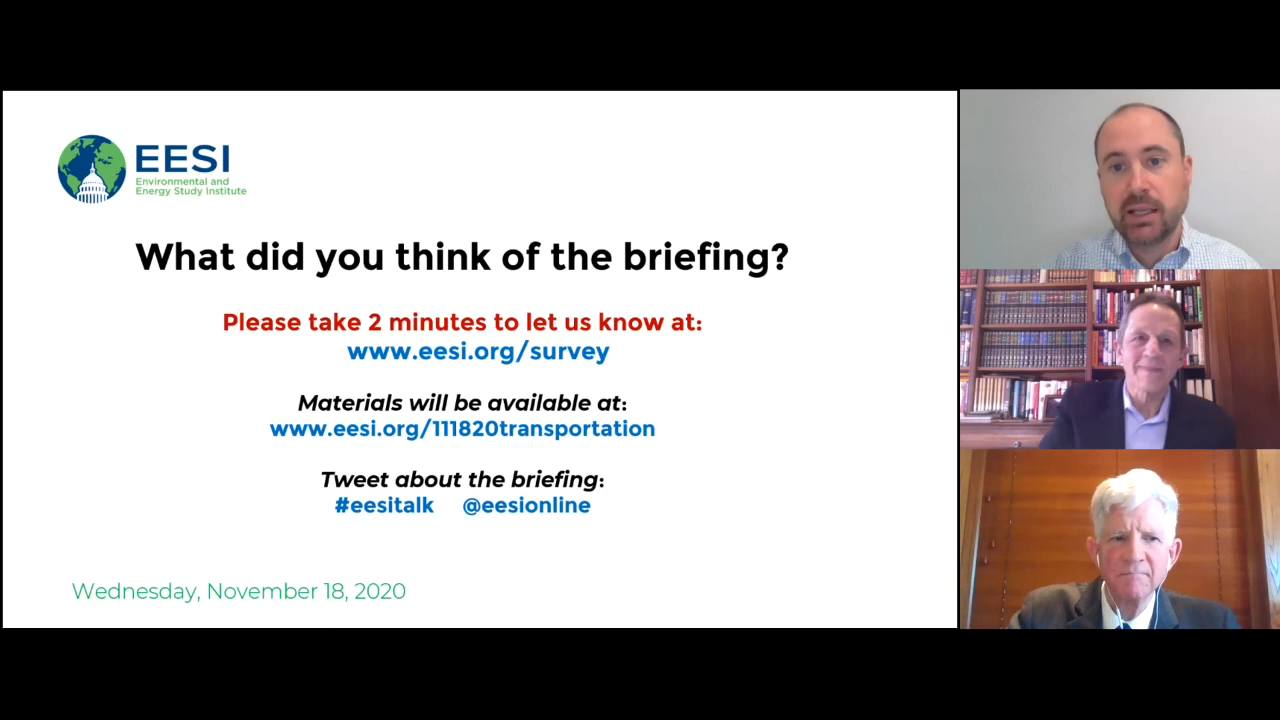 EESI
Environmental and
Energy Study Institute
What did you think of the briefing?
Please take 2 minutes to let us know at:
www.eesi.org/survey
Materials will be available at:
www.eesi.org/111820transportation
Tweet about the briefing:
#eesitalk @eesionline
Wednesday, November 18, 2020